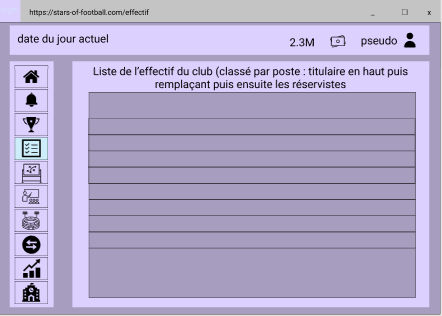 https://stars-of-football.com/effectif
_ □ x
date du jour actuel
2.3M
pseudo
Liste de l'effectif du club (classé par poste : titulaire en haut puis
remplaçant puis ensuite les réservistes